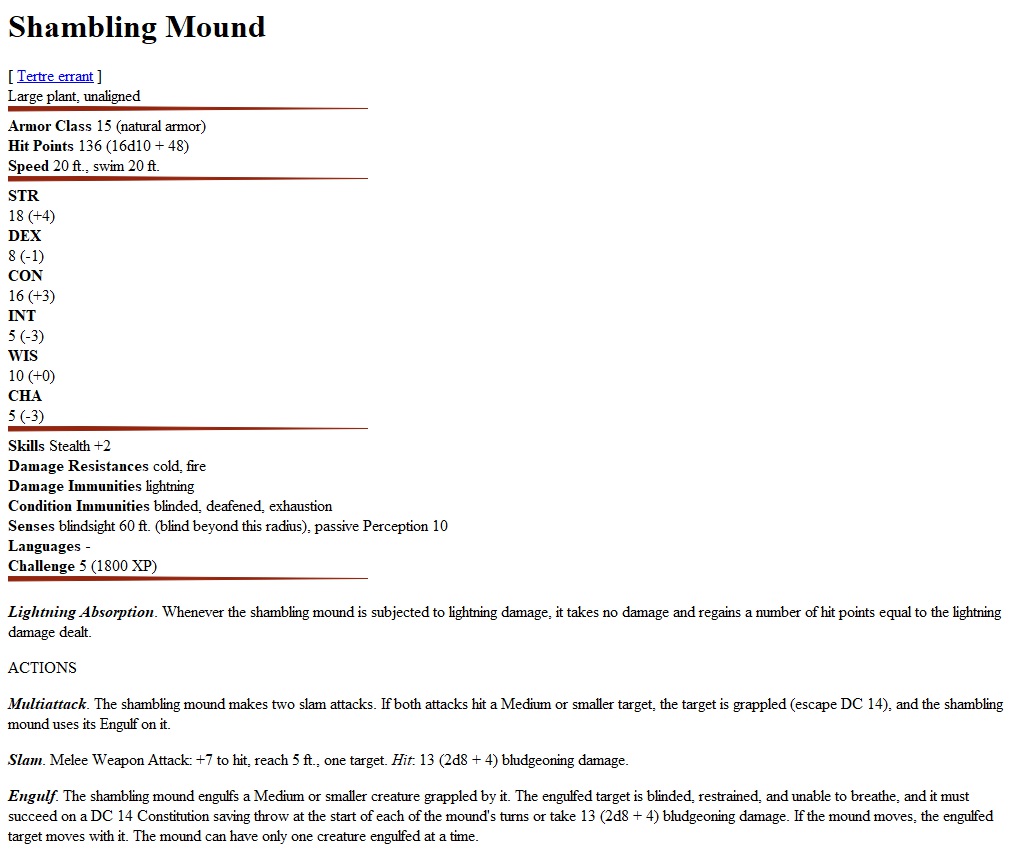 Shambling Mound
[ Tertre errant ]
Large plant, unaligned
Armor Class 15 (natural armor)
Hit Points 136 (16d10 + 48)
Speed 20 ft., swim 20 ft.
STR
18 (+4)
DEX
8 (-1)
CON
16 (+3)
INT
5 (-3)
WIS
10 (+0)
CHA
5 (-3)
Skills Stealth +2
Damage Resistances cold, fire
Damage Immunities lightning
Condition Immunities blinded, deafened, exhaustion
Senses blindsight 60 ft. (blind beyond this radius), passive Perception 10
Languages -
Challenge 5 (1800 XP)
Lightning Absorption. Whenever the shambling mound is subjected to lightning damage, it takes no damage and regains a number of hit points equal to the lightning
damage dealt.
ACTIONS
Multiattack. The shambling mound makes two slam attacks. If both attacks hit a Medium or smaller target, the target is grappled (escape DC 14), and the shambling
mound uses its Engulf on it.
Slam. Melee Weapon Attack: +7 to hit, reach 5 ft., one target. Hit: 13 (2d8 + 4) bludgeoning damage.
Engulf. The shambling mound engulfs a Medium or smaller creature grappled by it. The engulfed target is blinded, restrained, and unable to breathe, and it must
succeed on a DC 14 Constitution saving throw at the start of each of the mound's turns or take 13 (2d8 + 4) bludgeoning damage. If the mound moves, the engulfed
target moves with it. The mound can have only one creature engulfed at a time.